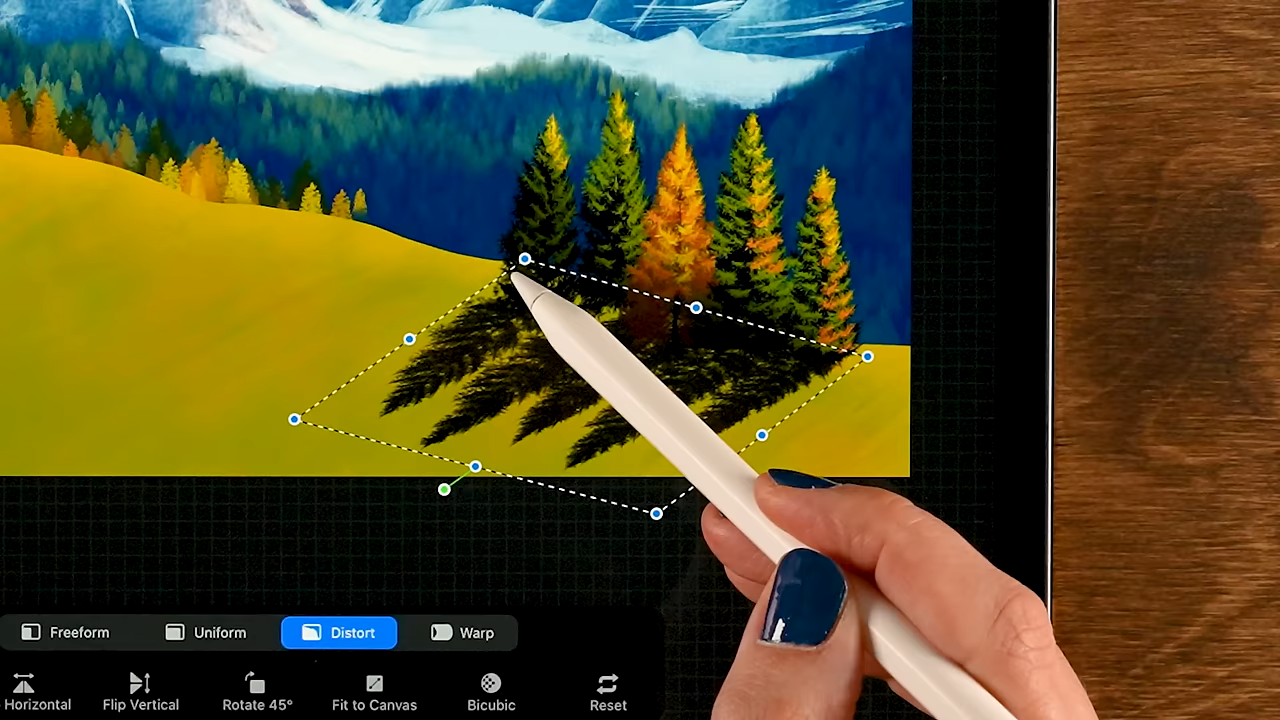 Freeform Uniform Distort Warp
Horizontal Flip Vertical Rotate 45° Fit to Canvas Bicubic Reset